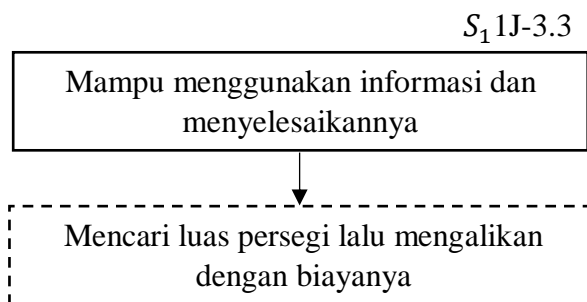 S₁1J-3.3
Mampu menggunakan informasi dan
menyelesaikannya
Mencari luas persegi lalu mengalikan
dengan biayanya